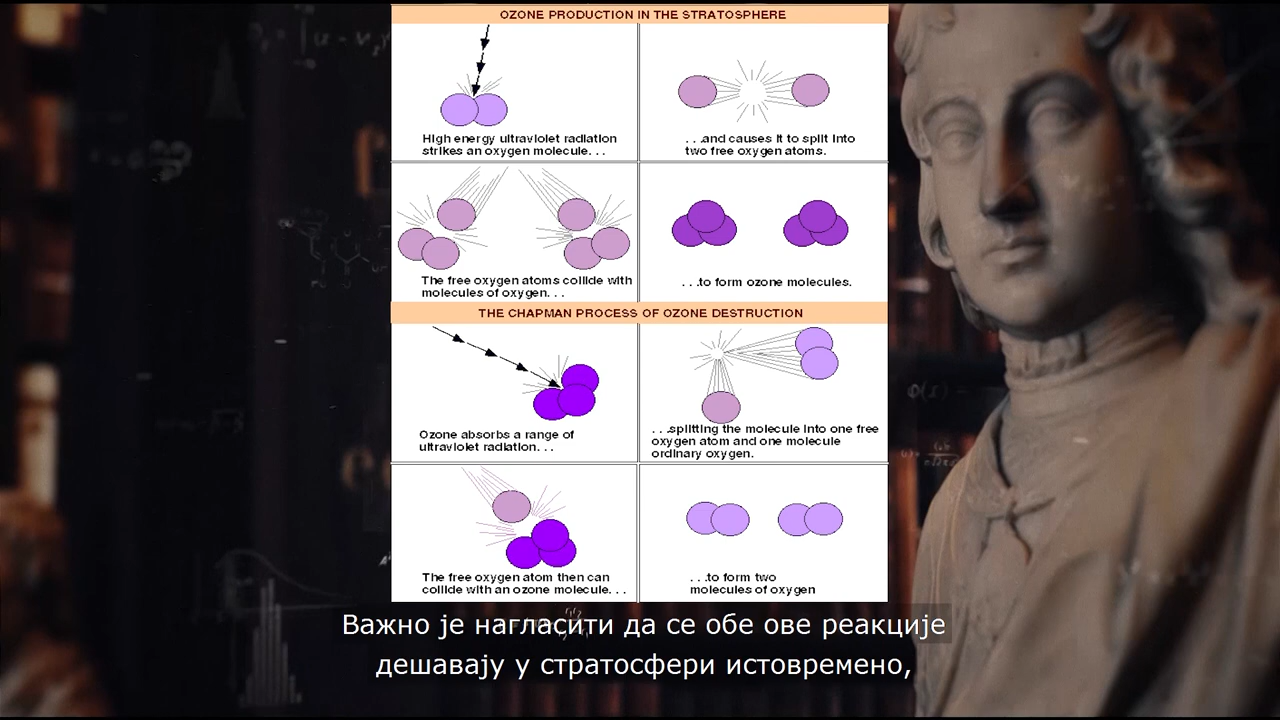 OZONE PRODUCTION IN THE STRATOSPHERE
High energy ultraviolet radiation
strikes an oxygen molecule. . .
. . .and causes it to split into
two free oxygen atoms.
The free oxygen atoms collide with
molecules of oxygen. . .
. . .to form ozone molecules.
THE CHAPMAN PROCESS OF OZONE DESTRUCTION
Ozone absorbs a range of
ultraviolet radiation. . .
. . .splitting the molecule into one free
oxygen atom and one molecule
ordinary oxygen.
The free oxygen atom then can
collide with an ozone molecule. . .
. . .to form two
molecules of oxygen
Важно је нагласити да се обе ове реакције
дешавају у стратосфери истовремено,